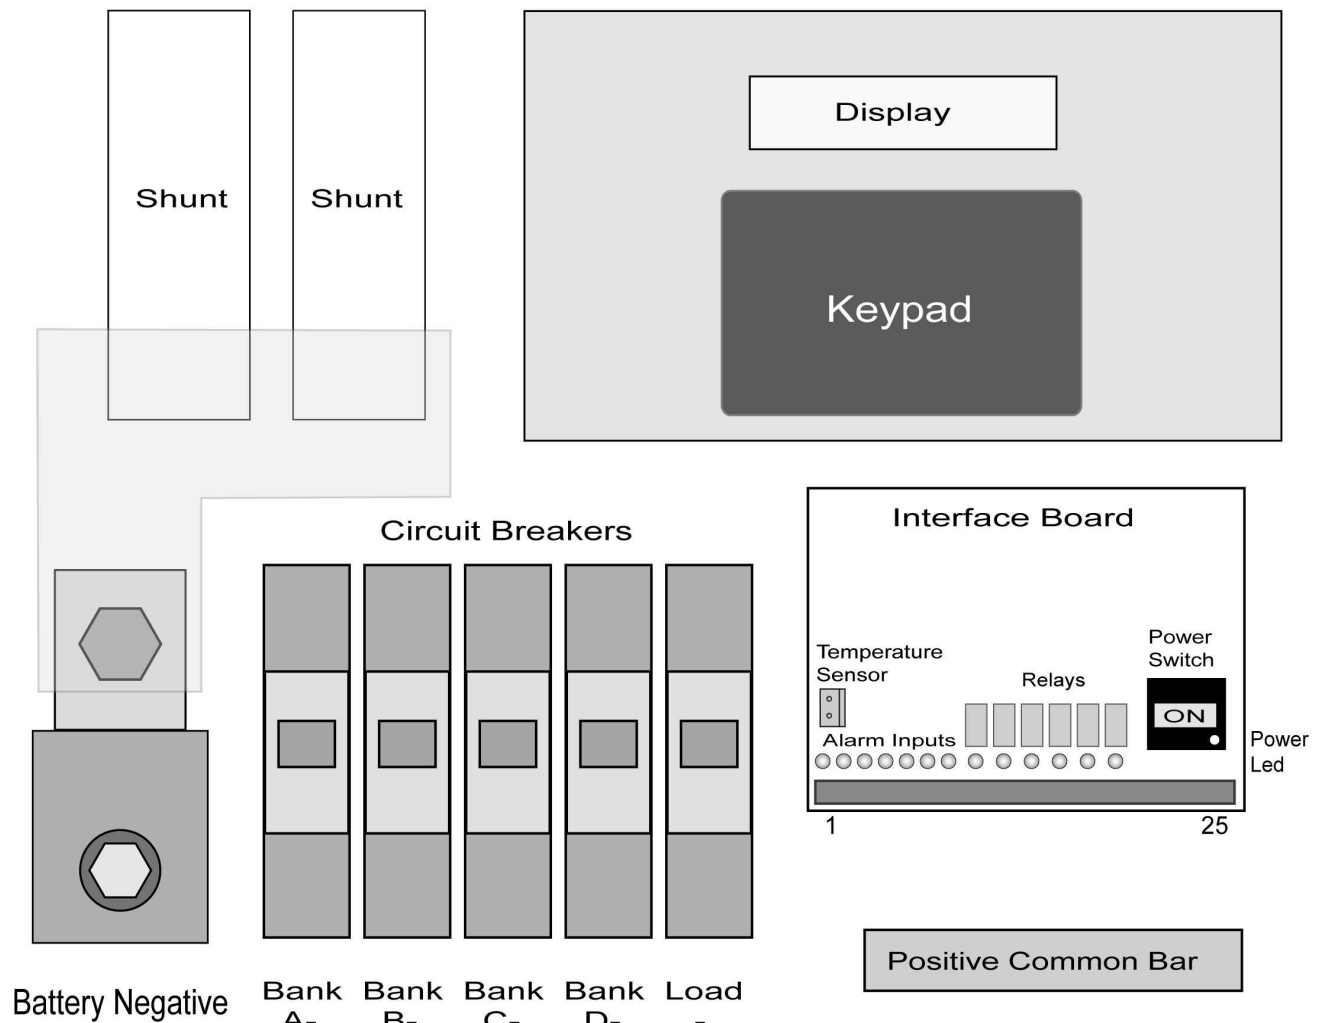 Shunt
Shunt
Display
Keypad
Circuit Breakers
Interface Board
Temperature
Sensor
Alarm Inputs
Relays
Power
Switch
ON
Power
Led
1
25
Positive Common Bar
Battery Negative
Bank
A-
Bank
B-
Bank
C-
Bank
D-
Load
-